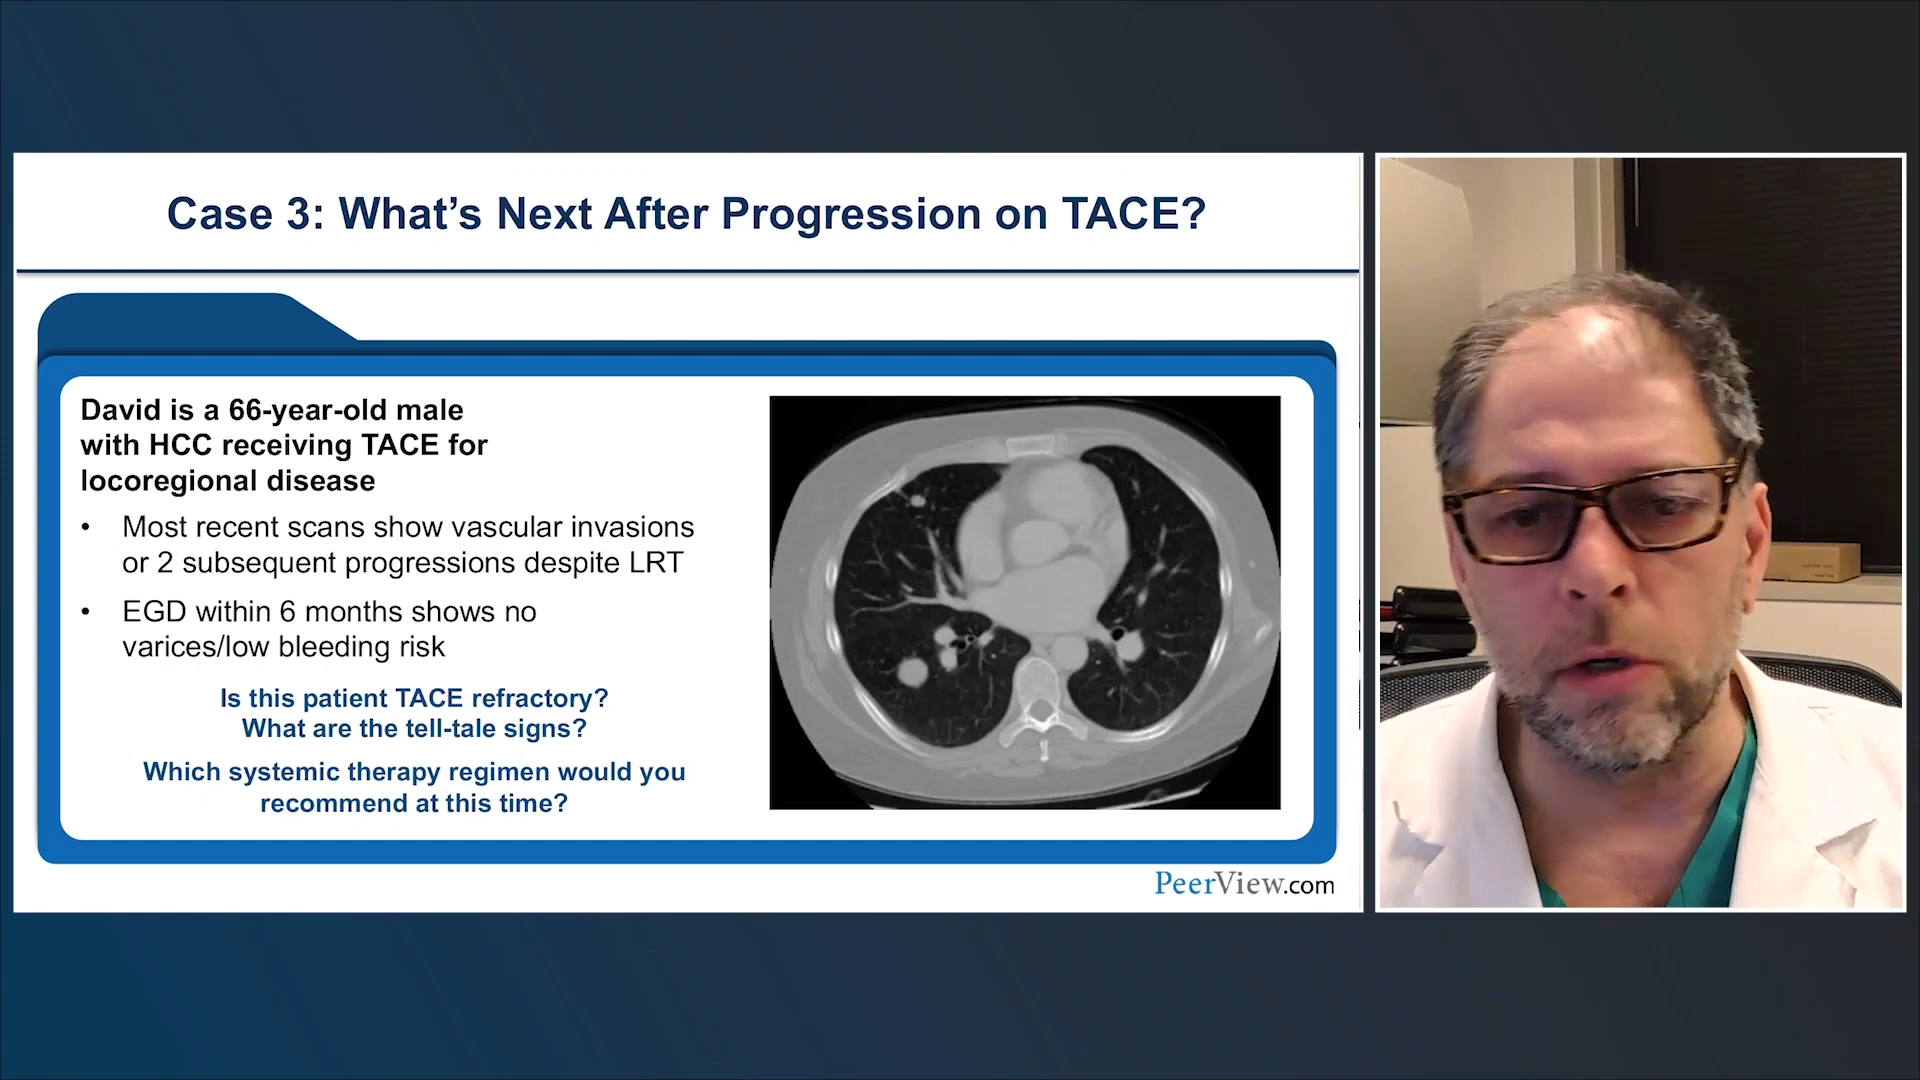 Case 3: What’s Next After Progression on TACE?
David is a 66-year-old male
with HCC receiving TACE for
locoregional disease
• Most recent scans show vascular invasions
or 2 subsequent progressions despite LRT
• EGD within 6 months shows no
varices/low bleeding risk
Is this patient TACE refractory?
What are the tell-tale signs?
Which systemic therapy regimen would you
recommend at this time?
PeerView.com